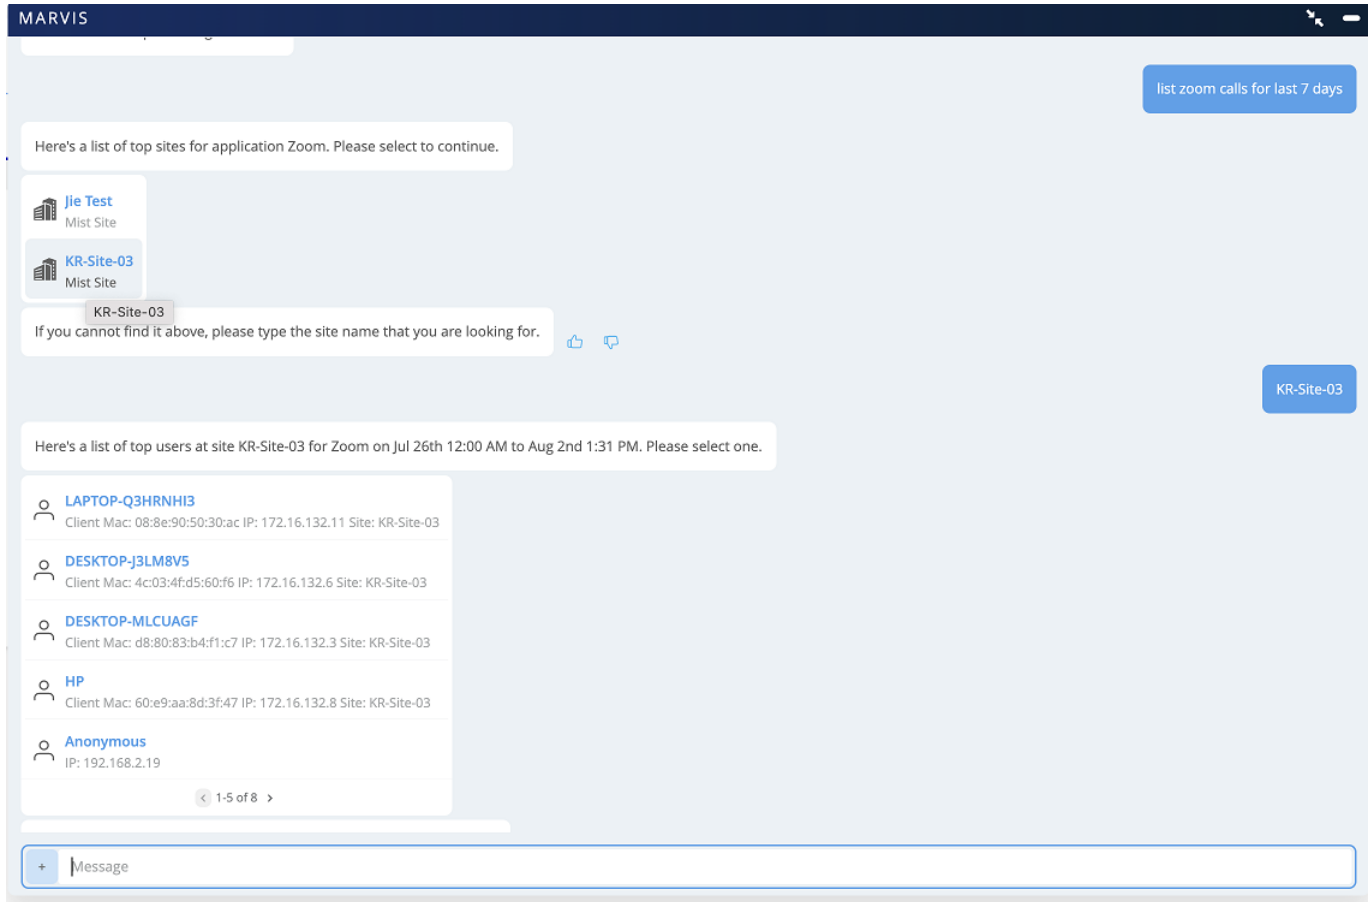 MARVIS
list zoom calls for last 7 days
Here's a list of top sites for application Zoom. Please select to continue.
Jie Test
Mist Site
KR-Site-03
Mist Site
KR-Site-03
If you cannot find it above, please type the site name that you are looking for.
KR-Site-03
Here's a list of top users at site KR-Site-03 for Zoom on Jul 26th 12:00 AM to Aug 2nd 1:31 PM. Please select one.
LAPTOP-Q3HRNHI3
Client Mac: 08:8e:90:50:30:ac IP: 172.16.132.11 Site: KR-Site-03
DESKTOP-J3LM8V5
Client Mac: 4c:03:4f:d5:60:f6 IP: 172.16.132.6 Site: KR-Site-03
DESKTOP-MLCUAGF
Client Mac: d8:80:83:b4:f1:c7 IP: 172.16.132.3 Site: KR-Site-03
HP
Client Mac: 60:e9:aa:8d:3f:47 IP: 172.16.132.8 Site: KR-Site-03
Anonymous
IP: 192.168.2.19
< 1-5 of 8 >
+ Message